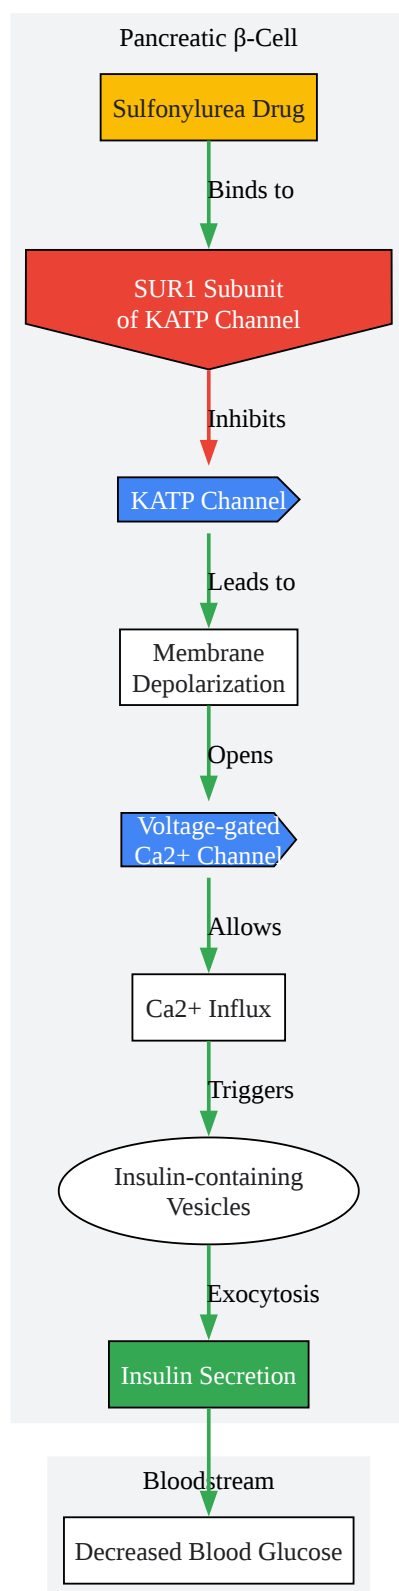 Pancreatic β-Cell
Sulfonylurea Drug
Binds to
SUR1 Subunit
of KATP Channel
Inhibits
KATP Channel
Leads to
Membrane
Depolarization
Opens
Voltage-gated
Ca2+ Channel
Allows
Ca2+ Influx
Triggers
Insulin-containing
Vesicles
Exocytosis
Insulin Secretion
Bloodstream
Decreased Blood Glucose